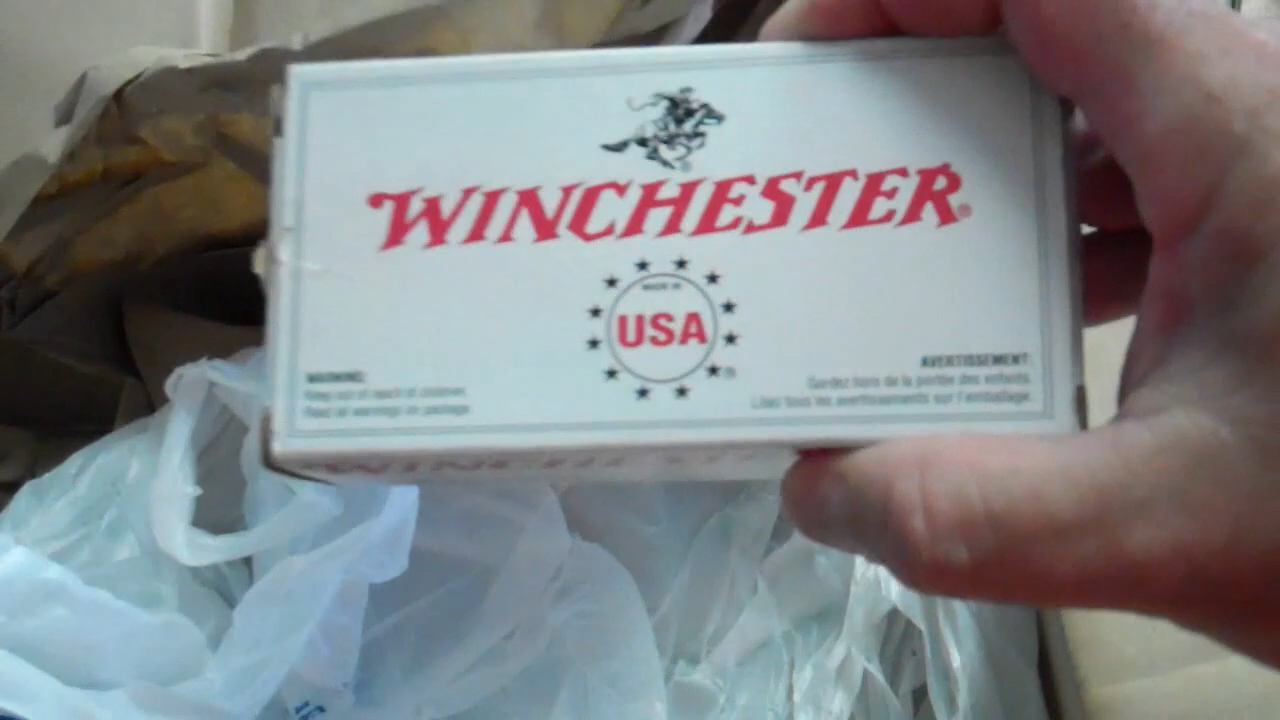 WINCHESTER®
MADE IN
USA
WARNING:
Keep out of reach of children.
Read all warnings on package.
AVERTISSEMENT:
Gardez hors de la portée des enfants.
Lisez tous les avertissements sur l'emballage.
WINCHESTER